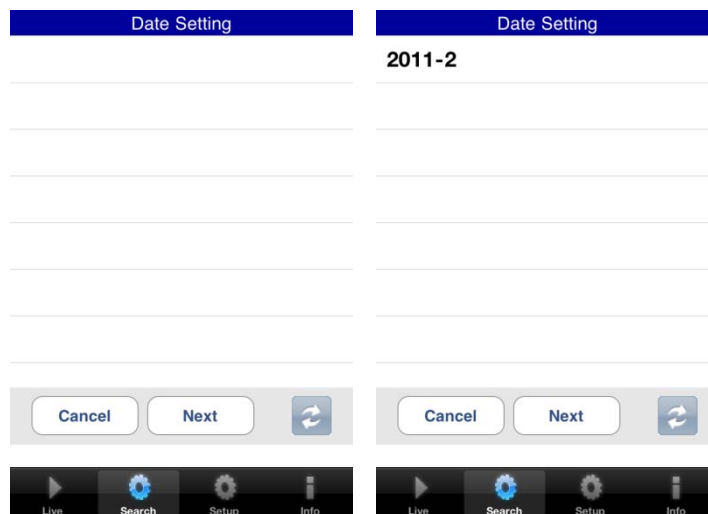 Date Setting
Cancel
Next
Live
Search
Setup
Info
Date Setting
2011-2
Cancel
Next
Live
Search
Setup
Info